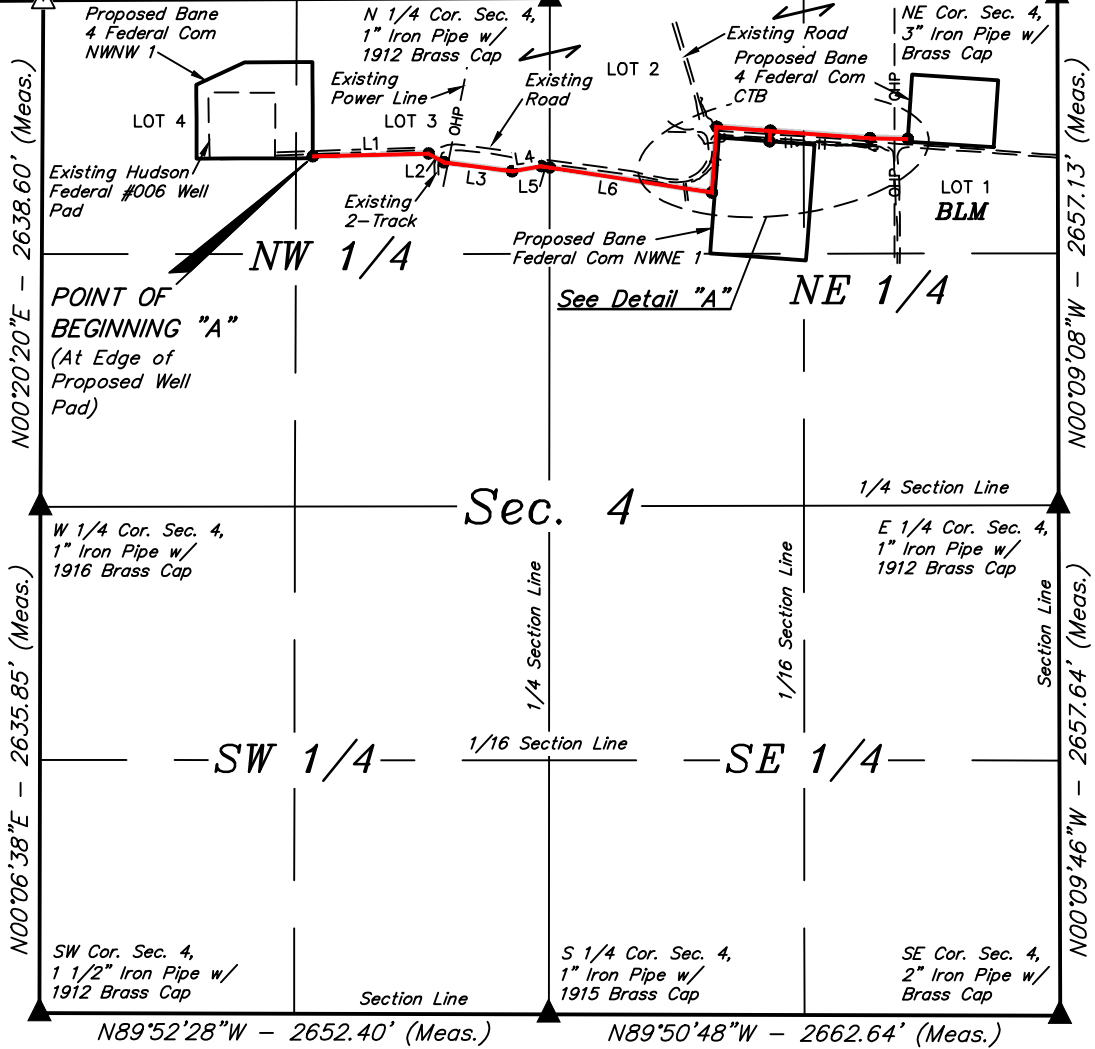 Proposed Bane
4 Federal Com
NWNW 1
N 1/4 Cor. Sec. 4,
1" Iron Pipe w/
1912 Brass Cap
NE Cor. Sec. 4,
3" Iron Pipe w/
Brass Cap
Existing Road
LOT 2
Proposed Bane
4 Federal Com
CTB
Existing
Power Line
Existing
Road
OHP
OHP
OHP
LOT 4
LOT 3
L1
L2
L3
L4
L5
L6
Existing Hudson
Federal #006 Well
Pad
Existing
2-Track
LOT 1
BLM
Proposed Bane
Federal Com NWNE 1
NW 1/4
NE 1/4
See Detail "A"
POINT OF
BEGINNING "A"
(At Edge of
Proposed Well
Pad)
N00°20'20"E - 2638.60' (Meas.)
N00°09'08"W - 2657.13' (Meas.)
Sec. 4
1/4 Section Line
W 1/4 Cor. Sec. 4,
1" Iron Pipe w/
1916 Brass Cap
E 1/4 Cor. Sec. 4,
1" Iron Pipe w/
1912 Brass Cap
1/4 Section Line
1/16 Section Line
Section Line
N00°06'38"E - 2635.85' (Meas.)
N00°09'46"W - 2657.64' (Meas.)
SW 1/4
1/16 Section Line
SE 1/4
SW Cor. Sec. 4,
1 1/2" Iron Pipe w/
1912 Brass Cap
Section Line
S 1/4 Cor. Sec. 4,
1" Iron Pipe w/
1915 Brass Cap
SE Cor. Sec. 4,
2" Iron Pipe w/
Brass Cap
N89°52'28"W - 2652.40' (Meas.)
N89°50'48"W - 2662.64' (Meas.)